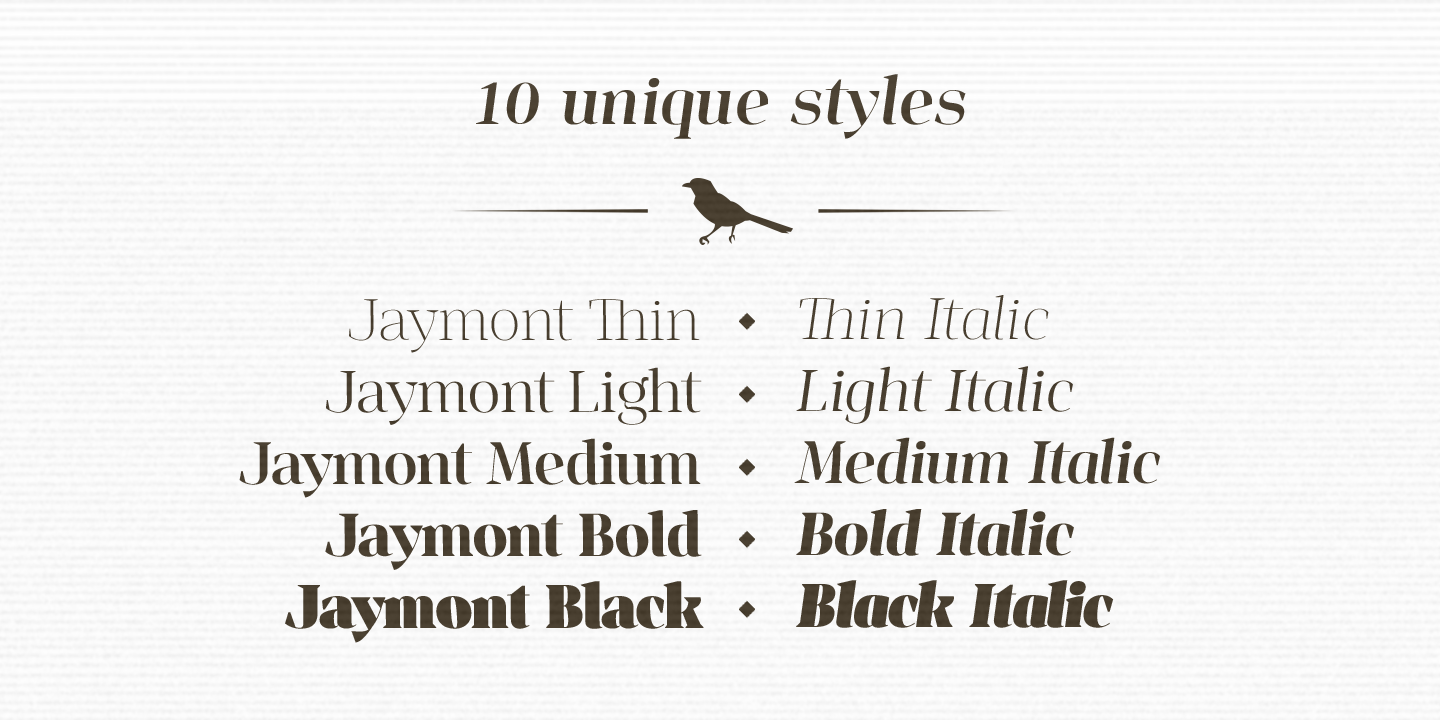 10 unique styles
Jaymont Thin ◆ Thin Italic
Jaymont Light ◆ Light Italic
Jaymont Medium ◆ Medium Italic
Jaymont Bold ◆ Bold Italic
Jaymont Black ◆ Black Italic